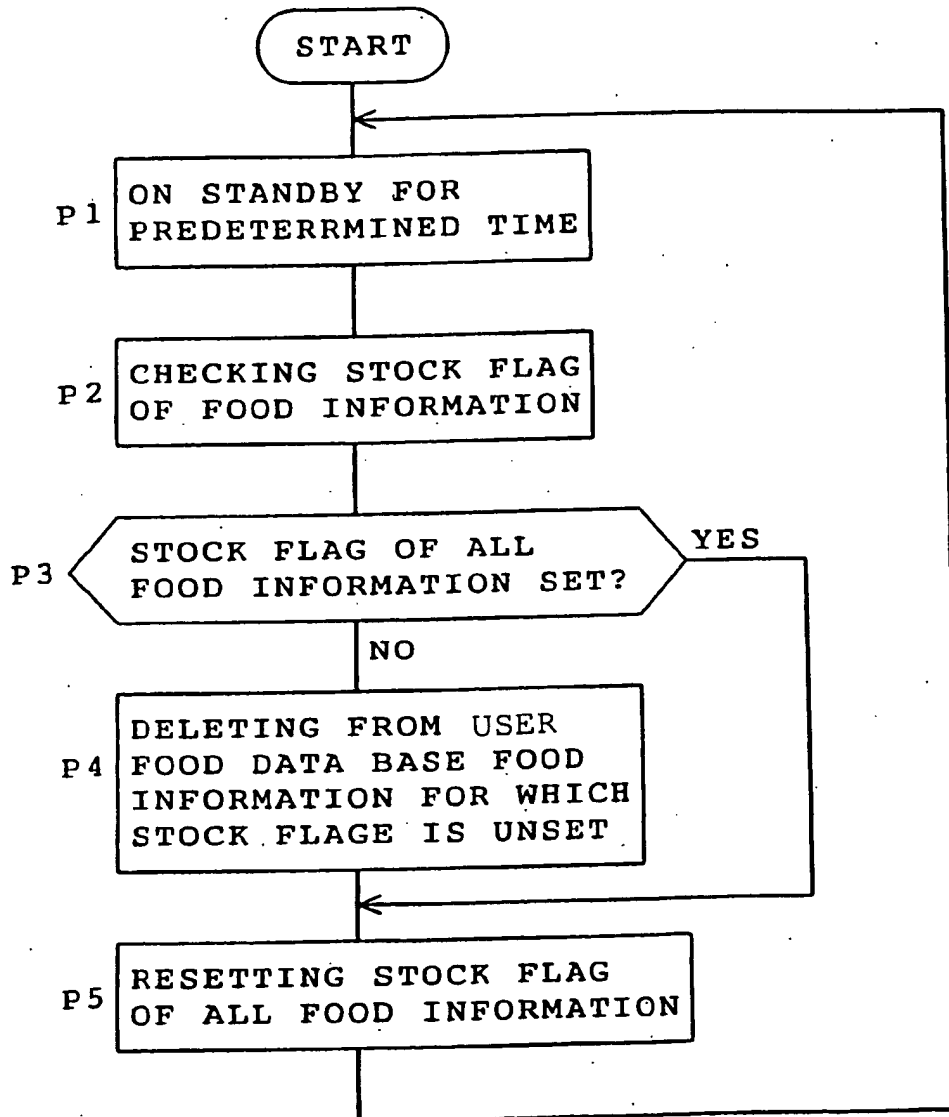 START
P1
ON STANDBY FOR
PREDETERRMINED TIME
P2
CHECKING STOCK FLAG
OF FOOD INFORMATION
P3
STOCK FLAG OF ALL
FOOD INFORMATION SET?
YES
NO
P4
DELETING FROM USER
FOOD DATA BASE FOOD
INFORMATION FOR WHICH
STOCK FLAGE IS UNSET
P5
RESETTING STOCK FLAG
OF ALL FOOD INFORMATION